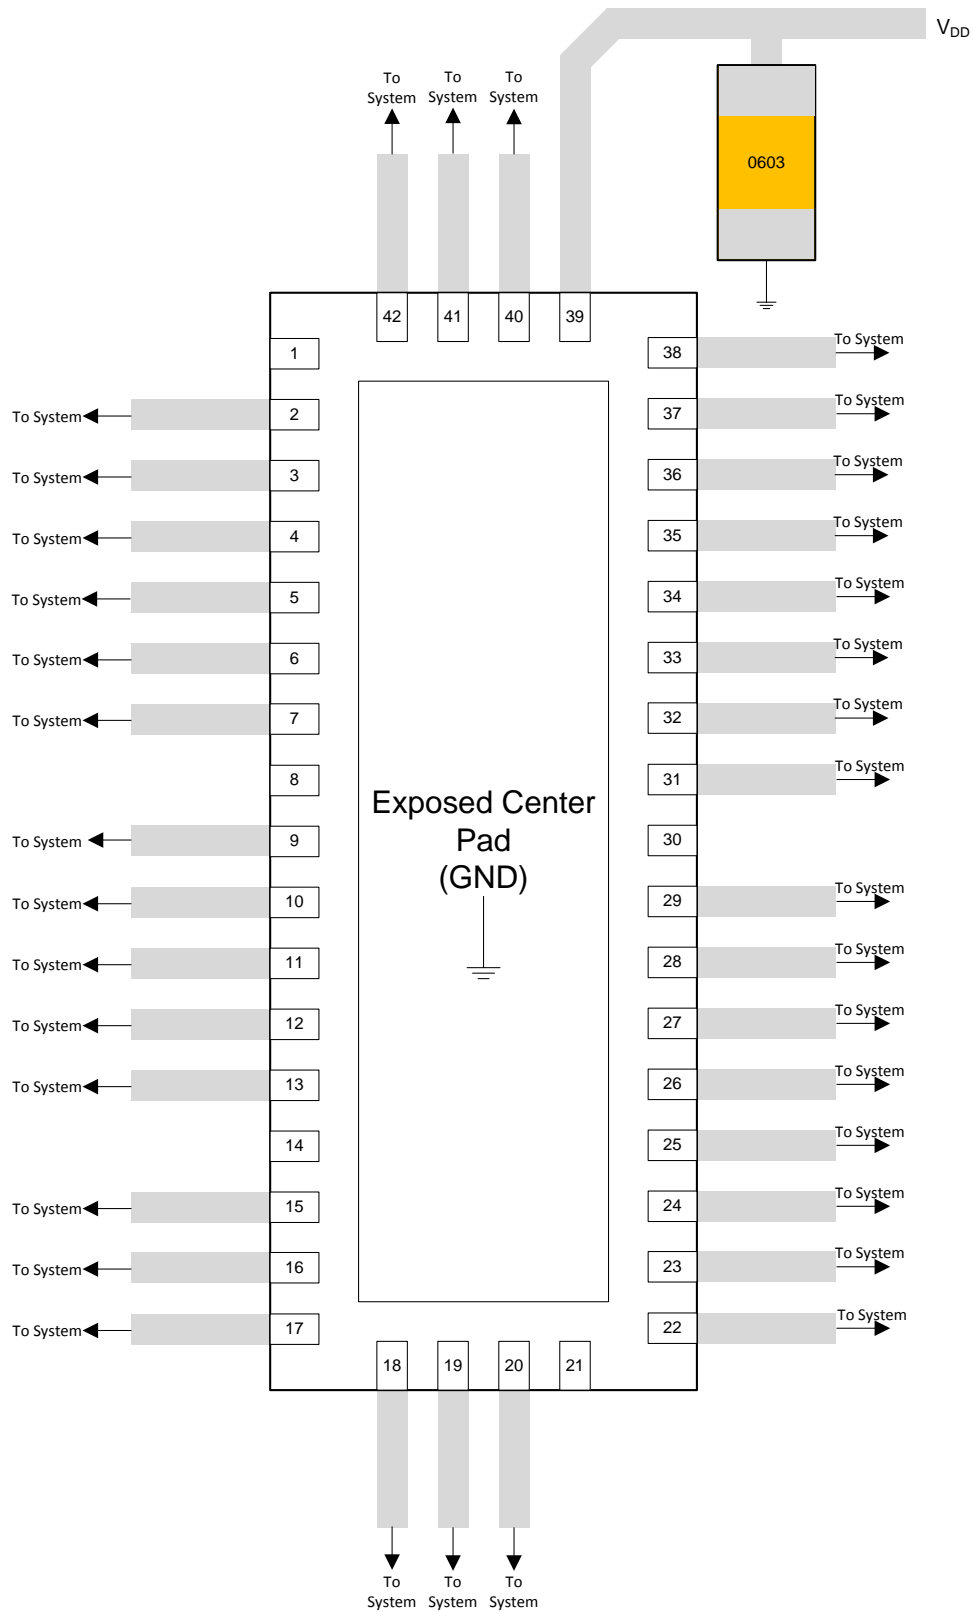 V_DD
To
System
To
System
To
System
0603
42
41
40
39
1
38
To System
To System
2
37
To System
To System
3
36
To System
To System
4
35
To System
To System
5
34
To System
To System
6
33
To System
To System
7
32
To System
8
31
To System
Exposed Center
Pad
(GND)
To System
9
30
To System
10
29
To System
To System
11
28
To System
To System
12
27
To System
To System
13
26
To System
14
25
To System
To System
15
24
To System
To System
16
23
To System
To System
17
22
To System
18
19
20
21
To
System
To
System
To
System